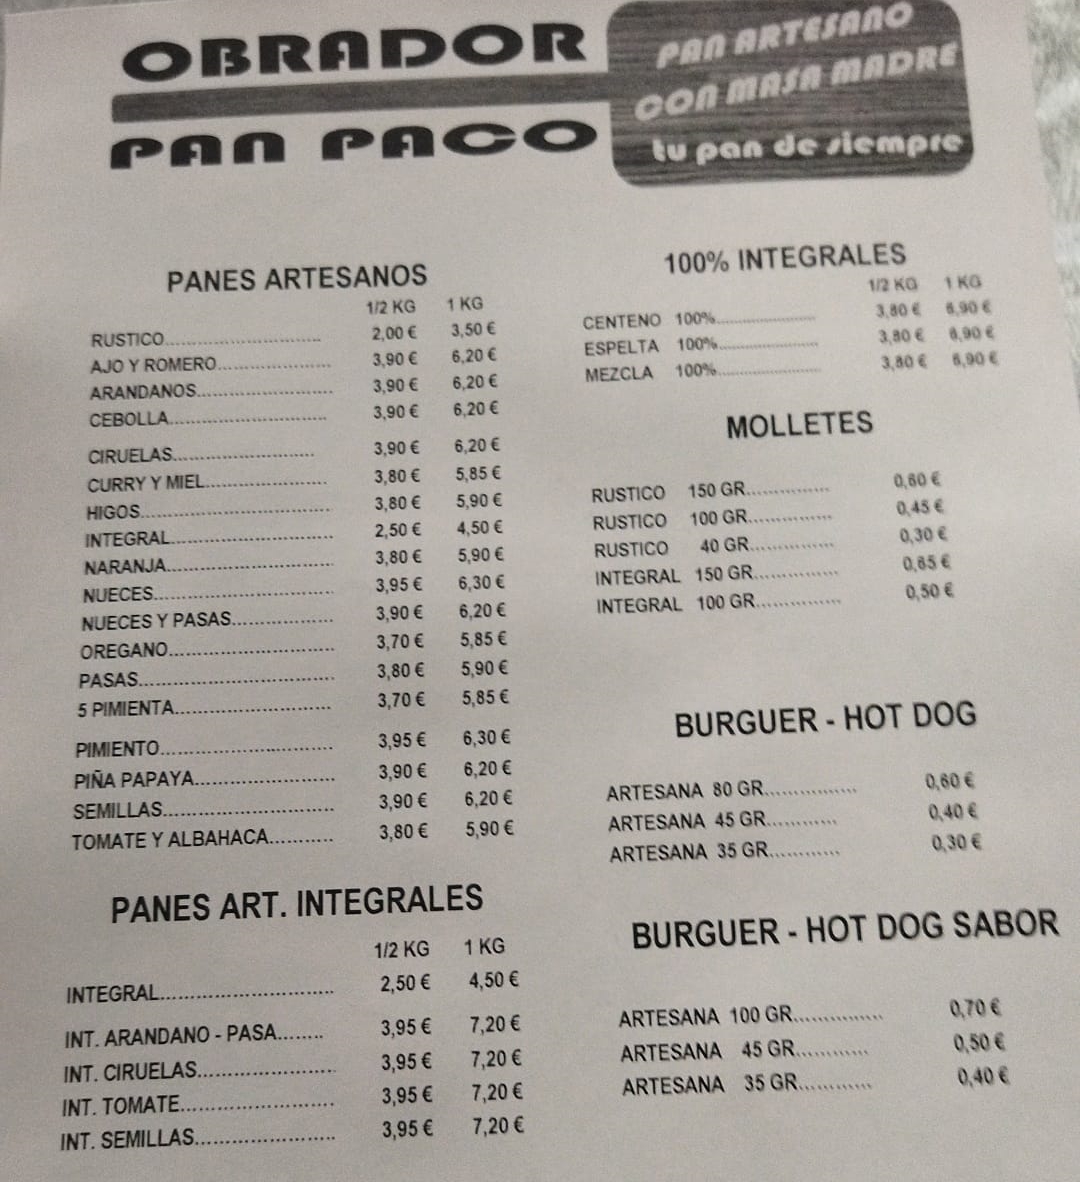 OBRADOR
PAN PACO
PAN ARTESANO
CON MASA MADRE
tu pan de siempre
PANES ARTESANOS
1/2 KG 1 KG
RUSTICO.............................. 2,00 € 3,50 €
AJO Y ROMERO..................... 3,90 € 6,20 €
ARANDANOS......................... 3,90 € 6,20 €
CEBOLLA............................. 3,90 € 6,20 €
CIRUELAS........................... 3,90 € 6,20 €
CURRY Y MIEL...................... 3,80 € 5,85 €
HIGOS.................................. 3,80 € 5,90 €
INTEGRAL............................. 2,50 € 4,50 €
NARANJA.............................. 3,80 € 5,90 €
NUECES................................ 3,95 € 6,30 €
NUECES Y PASAS................... 3,90 € 6,20 €
OREGANO.............................. 3,70 € 5,85 €
PASAS................................... 3,80 € 5,90 €
5 PIMIENTA............................ 3,70 € 5,85 €
PIMIENTO.............................. 3,95 € 6,30 €
PIÑA PAPAYA......................... 3,90 € 6,20 €
SEMILLAS............................... 3,90 € 6,20 €
TOMATE Y ALBAHACA........... 3,80 € 5,90 €
PANES ART. INTEGRALES
1/2 KG 1 KG
INTEGRAL............................. 2,50 € 4,50 €
INT. ARANDANO - PASA........ 3,95 € 7,20 €
INT. CIRUELAS....................... 3,95 € 7,20 €
INT. TOMATE.......................... 3,95 € 7,20 €
INT. SEMILLAS........................ 3,95 € 7,20 €
100% INTEGRALES
1/2 KG 1 KG
CENTENO 100%................... 3,80 € 6,90 €
ESPELTA 100%................... 3,80 € 6,90 €
MEZCLA 100%................... 3,80 € 6,90 €
MOLLETES
RUSTICO 150 GR............... 0,60 €
RUSTICO 100 GR............... 0,45 €
RUSTICO 40 GR............... 0,30 €
INTEGRAL 150 GR............... 0,65 €
INTEGRAL 100 GR............... 0,50 €
BURGUER - HOT DOG
ARTESANA 80 GR................ 0,60 €
ARTESANA 45 GR............ 0,40 €
ARTESANA 35 GR............ 0,30 €
BURGUER - HOT DOG SABOR
ARTESANA 100 GR............... 0,70 €
ARTESANA 45 GR............ 0,50 €
ARTESANA 35 GR............ 0,40 €